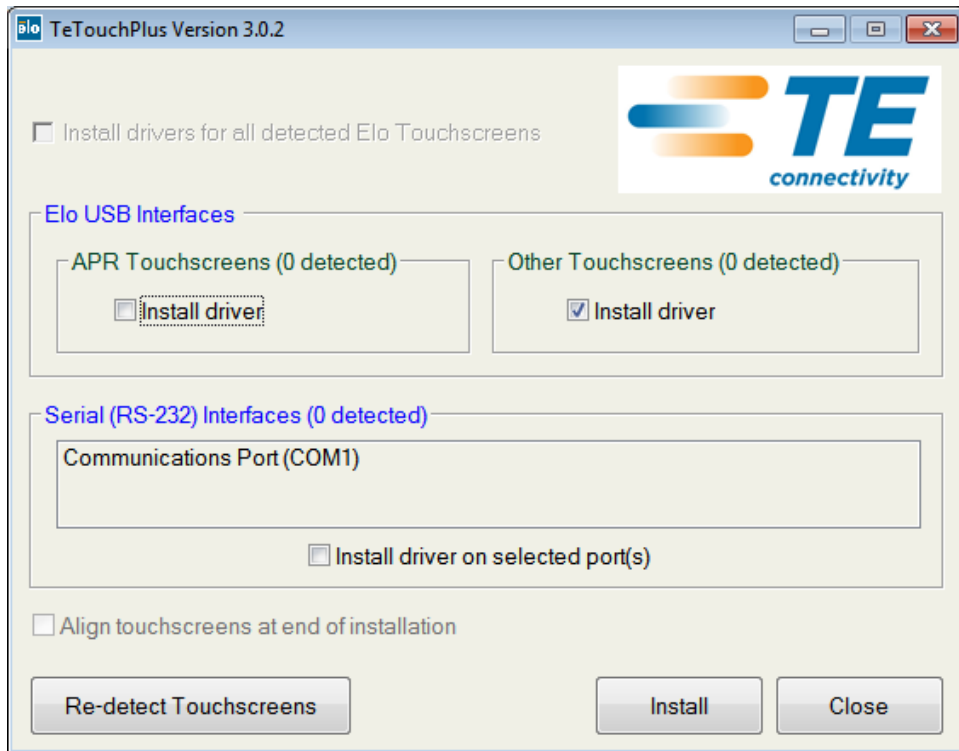 elo TeTouchPlus Version 3.0.2
Install drivers for all detected Elo Touchscreens
TE
connectivity
Elo USB Interfaces
APR Touchscreens (0 detected)
Other Touchscreens (0 detected)
Install driver
Install driver
Serial (RS-232) Interfaces (0 detected)
Communications Port (COM1)
Install driver on selected port(s)
Align touchscreens at end of installation
Re-detect Touchscreens
Install
Close